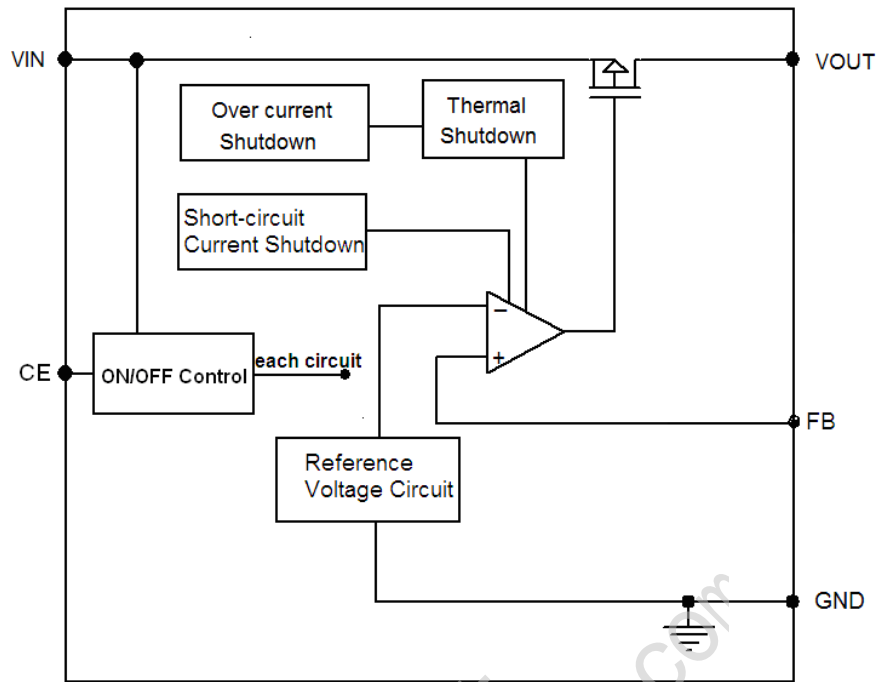 VIN
VOUT
Over current
Shutdown
Thermal
Shutdown
Short-circuit
Current Shutdown
−
+
CE
ON/OFF Control
each circuit
FB
Reference
Voltage Circuit
GND
.com